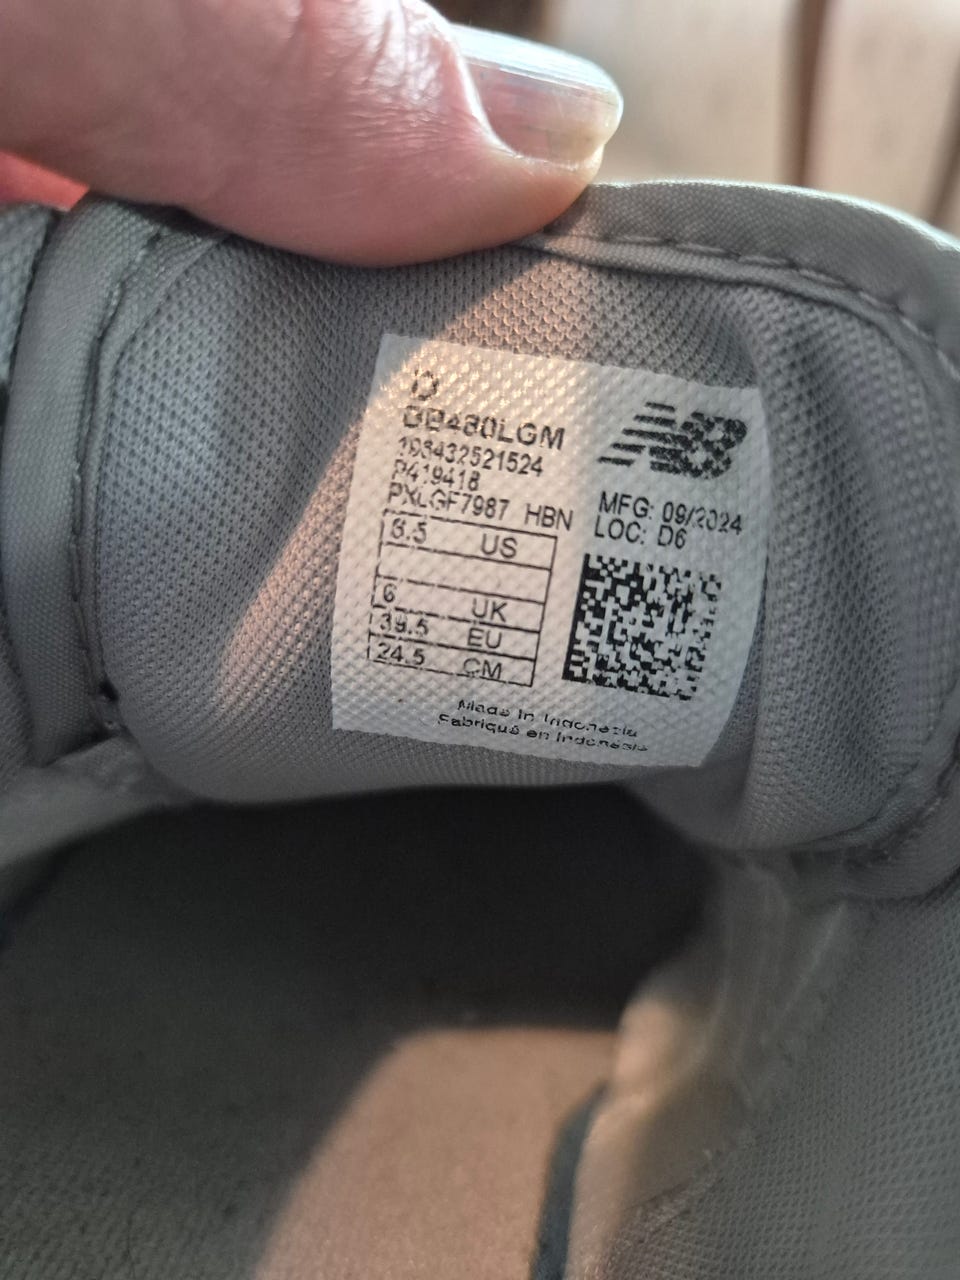 D
BB480LGM
196432521524
P419418
PXLGF7987 HBN
6.5 US
6 UK
39.5 EU
24.5 CM
NB
MFG: 09/2024
LOC: D6
Made in Indonesia
Fabriqué en Indonésie